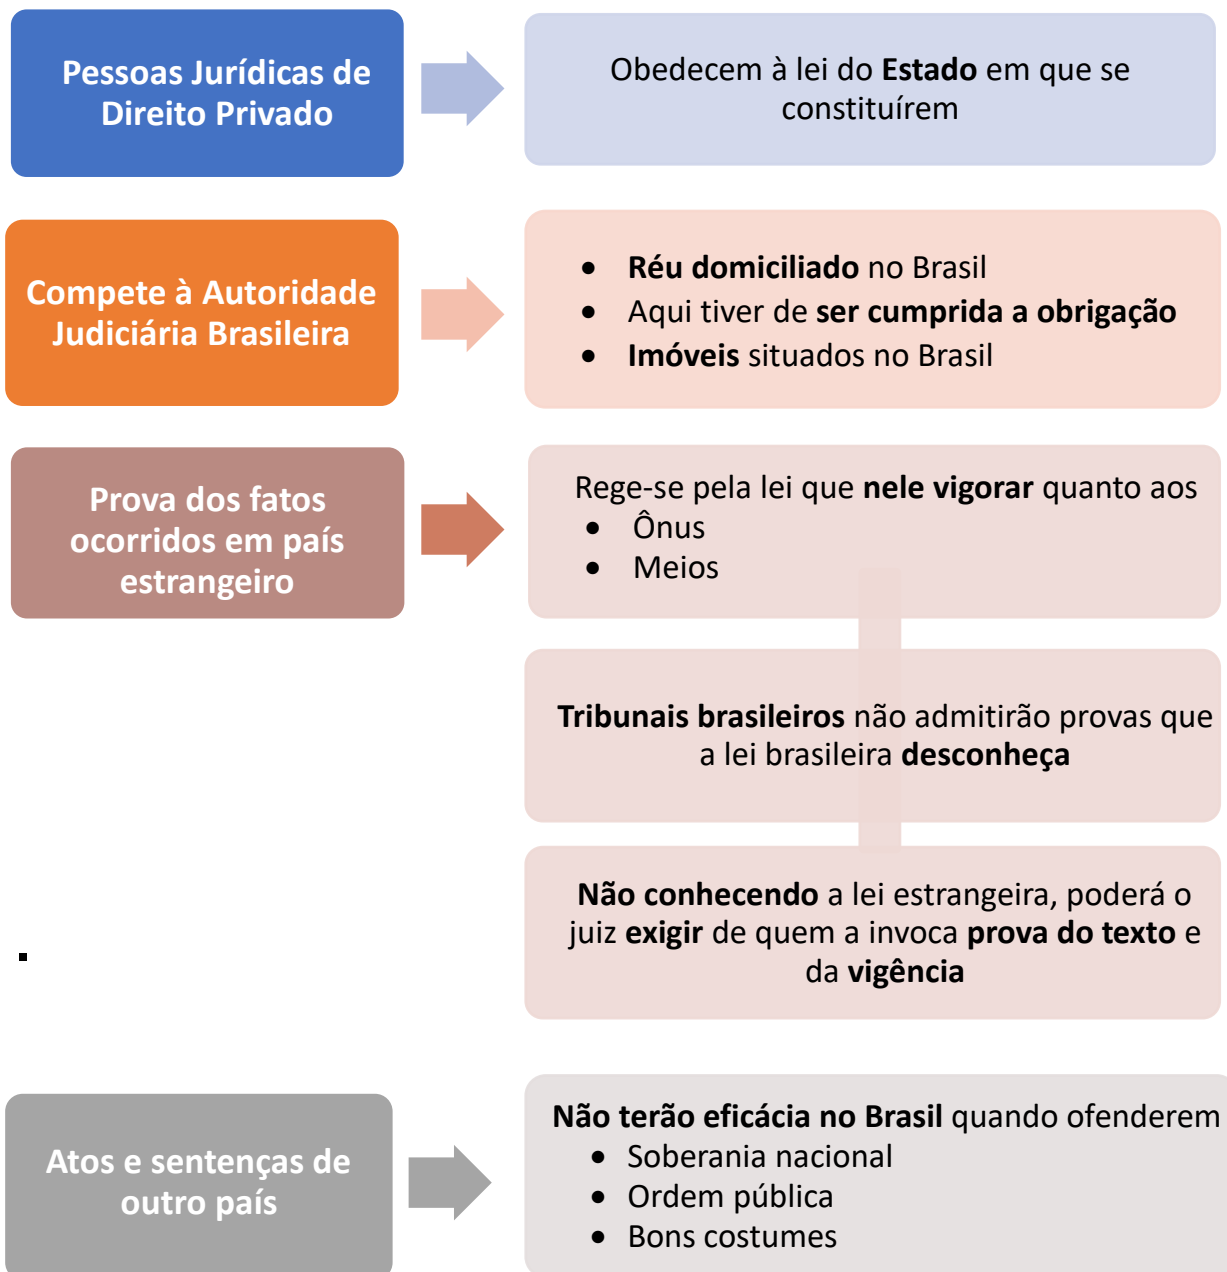 Pessoas Jurídicas de
Direito Privado
Obedecem à lei do Estado em que se
constituírem
Compete à Autoridade
Judiciária Brasileira
• Réu domiciliado no Brasil
• Aqui tiver de ser cumprida a obrigação
• Imóveis situados no Brasil
Prova dos fatos
ocorridos em país
estrangeiro
Rege-se pela lei que nele vigorar quanto aos
• Ônus
• Meios
Tribunais brasileiros não admitirão provas que
a lei brasileira desconheça
Não conhecendo a lei estrangeira, poderá o
juiz exigir de quem a invoca prova do texto e
da vigência
Atos e sentenças de
outro país
Não terão eficácia no Brasil quando ofenderem
• Soberania nacional
• Ordem pública
• Bons costumes